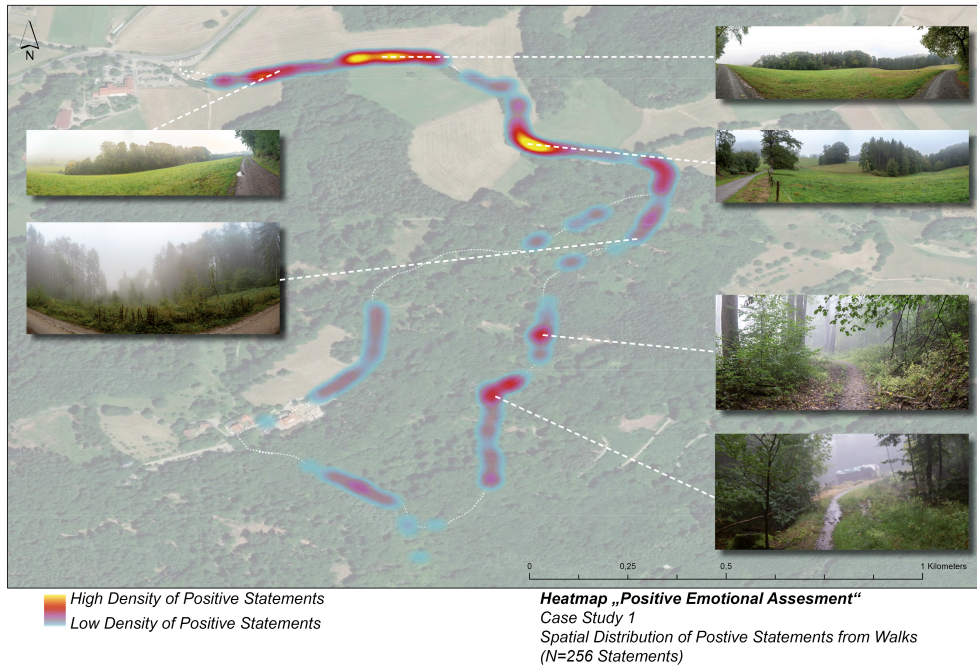 N
0
0,25
0,5
1 Kilometers
High Density of Positive Statements
Low Density of Positive Statements
Heatmap „Positive Emotional Assesment“
Case Study 1
Spatial Distribution of Postive Statements from Walks
(N=256 Statements)